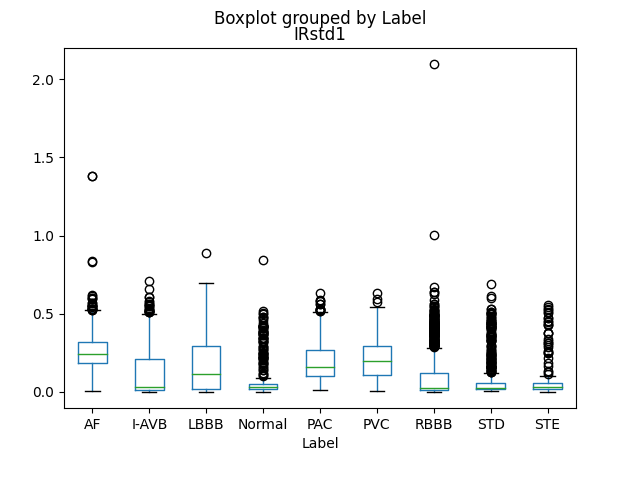 Boxplot grouped by Label
IRstd1
2.0
1.5
1.0
0.5
0.0
AF I-AVB LBBB Normal PAC PVC RBBB STD STE
Label